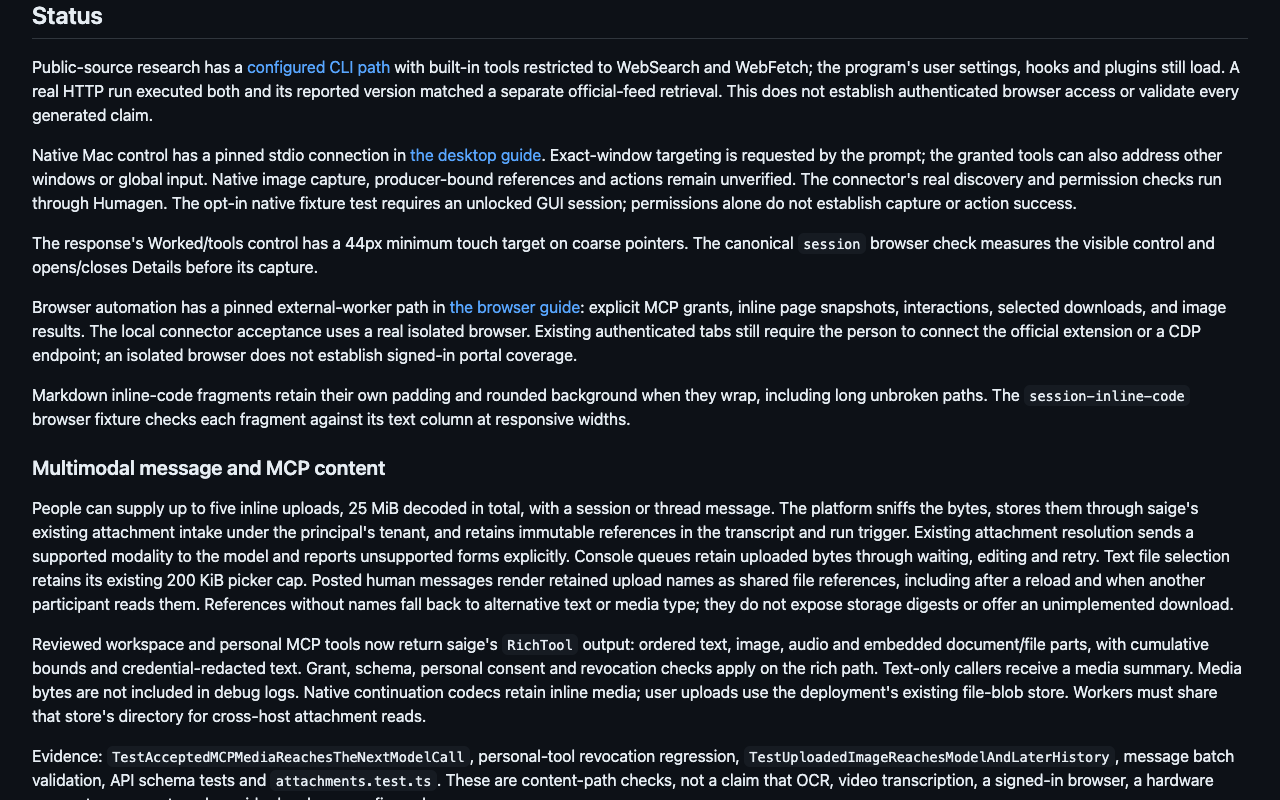 Status
Public-source research has a configured CLI path with built-in tools restricted to WebSearch and WebFetch; the program's user settings, hooks and plugins still load. A
real HTTP run executed both and its reported version matched a separate official-feed retrieval. This does not establish authenticated browser access or validate every
generated claim.
Native Mac control has a pinned stdio connection in the desktop guide. Exact-window targeting is requested by the prompt; the granted tools can also address other
windows or global input. Native image capture, producer-bound references and actions remain unverified. The connector's real discovery and permission checks run
through Humagen. The opt-in native fixture test requires an unlocked GUI session; permissions alone do not establish capture or action success.
The response's Worked/tools control has a 44px minimum touch target on coarse pointers. The canonical session browser check measures the visible control and
opens/closes Details before its capture.
Browser automation has a pinned external-worker path in the browser guide: explicit MCP grants, inline page snapshots, interactions, selected downloads, and image
results. The local connector acceptance uses a real isolated browser. Existing authenticated tabs still require the person to connect the official extension or a CDP
endpoint; an isolated browser does not establish signed-in portal coverage.
Markdown inline-code fragments retain their own padding and rounded background when they wrap, including long unbroken paths. The session-inline-code
browser fixture checks each fragment against its text column at responsive widths.
Multimodal message and MCP content
People can supply up to five inline uploads, 25 MiB decoded in total, with a session or thread message. The platform sniffs the bytes, stores them through saige's
existing attachment intake under the principal's tenant, and retains immutable references in the transcript and run trigger. Existing attachment resolution sends a
supported modality to the model and reports unsupported forms explicitly. Console queues retain uploaded bytes through waiting, editing and retry. Text file selection
retains its existing 200 KiB picker cap. Posted human messages render retained upload names as shared file references, including after a reload and when another
participant reads them. References without names fall back to alternative text or media type; they do not expose storage digests or offer an unimplemented download.
Reviewed workspace and personal MCP tools now return saige's RichTool output: ordered text, image, audio and embedded document/file parts, with cumulative
bounds and credential-redacted text. Grant, schema, personal consent and revocation checks apply on the rich path. Text-only callers receive a media summary. Media
bytes are not included in debug logs. Native continuation codecs retain inline media; user uploads use the deployment's existing file-blob store. Workers must share
that store's directory for cross-host attachment reads.
Evidence: TestAcceptedMCPMediaReachesTheNextModelCall , personal-tool revocation regression, TestUploadedImageReachesModelAndLaterHistory , message batch
validation, API schema tests and attachments.test.ts . These are content-path checks, not a claim that OCR, video transcription, a signed-in browser, a hardware